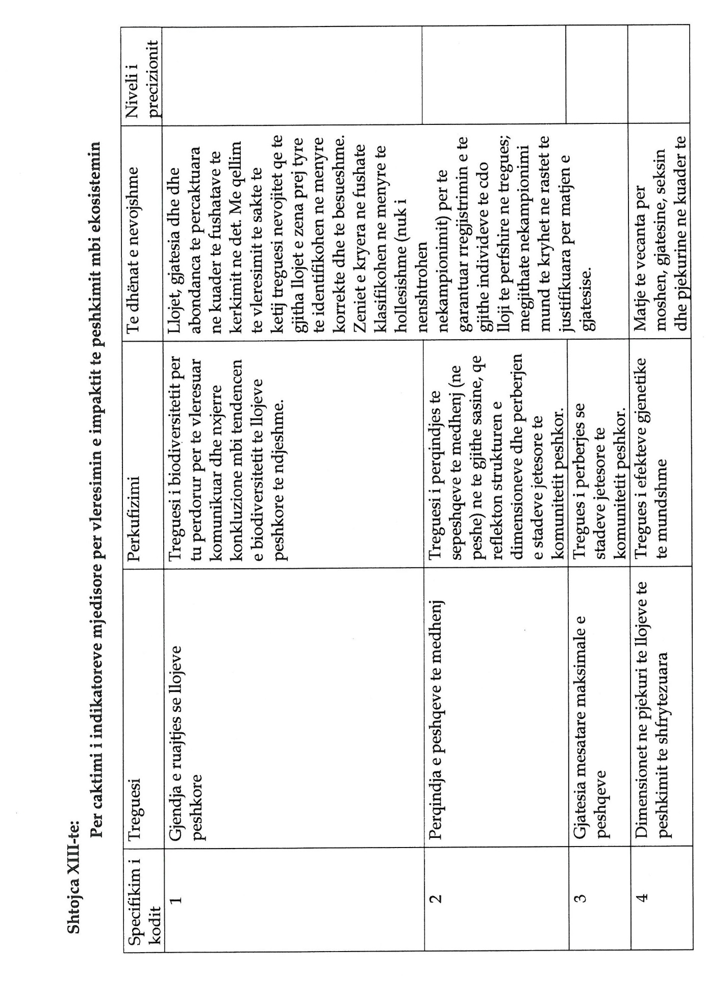 Shtojca XIII-te:
Per caktimi i indikatoreve mjedisore per vleresimin e impaktit te peshkimit mbi ekosistemin
Specifikim i
kodit
Treguesi
Perkufizimi
Te dhënat e nevojshme
Niveli i
precizionit
1
Gjendja e ruajtjes se llojeve
peshkore
Treguesi i biodiversitetit per
tu perdorur per te vleresuar
komunikuar dhe nxjerre
konkluzione mbi tendencen
e biodiversitetit te llojeve
peshkore te ndjeshme.
Llojet, gjatesia dhe dhe
abondanca te percaktuara
ne kuader te fushatave te
kerkimit ne det. Me qellim
te vleresimit te sakte te
ketij treguesi nevojitet qe te
gjitha llojet e zena prej tyre
te identifikohen ne menyre
korrekte dhe te besueshme.
Zeniet e kryera ne fushate
klasifikohen ne menyre te
hollesishme (nuk i
nenshtrohen
nekampionimit) per te
garantuar rregjistrimin e te
gjithe individeve te cdo
lloji te perfshire ne tregues;
megjithate nekampionimi
mund te kryhet ne rastet te
justifikuara per matjen e
gjatesise.
2
Perqindja e peshqeve te medhenj
Treguesi i perqindjes te
sepeshqeve te medhenj (ne
peshe) ne te gjithe sasine, qe
reflekton strukturen e
dimensioneve dhe perberjen
e stadeve jetesore te
komunitetit peshkor.
3
Gjatesia mesatare maksimale e
peshqeve
Tregues i perberjes se
stadeve jetesore te
komunitetit peshkor.
4
Dimensionet ne pjekuri te llojeve te
peshkimit te shfrytezuara
Tregues i efekteve gjenetike
te mundshme
Matje te vecanta per
moshen, gjatesine, seksin
dhe pjekurine ne kuader te